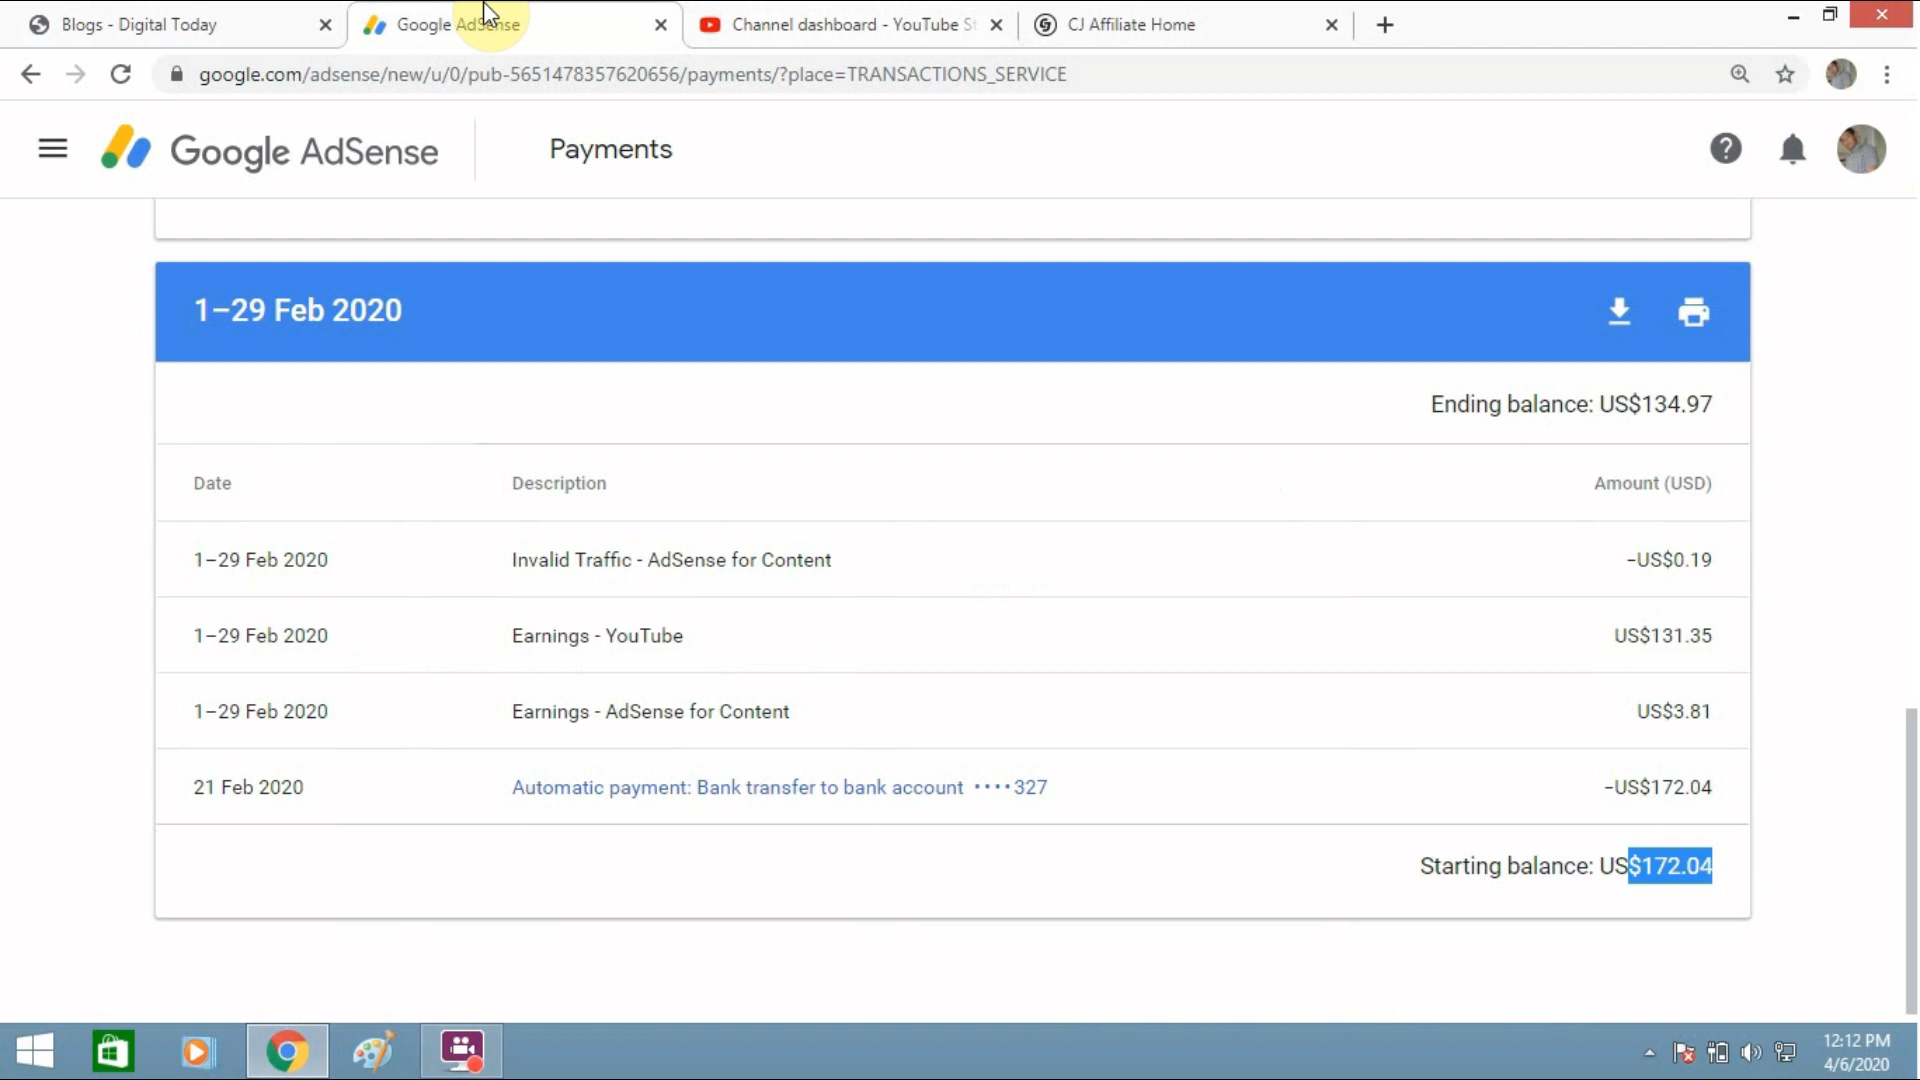 Blogs - Digital Today
Google AdSense
Channel dashboard - YouTube St
CJ Affiliate Home
google.com/adsense/new/u/0/pub-5651478357620656/payments/?place=TRANSACTIONS_SERVICE
Google AdSense
Payments
1–29 Feb 2020
Ending balance: US$134.97
Date Description Amount (USD)
1–29 Feb 2020 Invalid Traffic - AdSense for Content −US$0.19
1–29 Feb 2020 Earnings - YouTube US$131.35
1–29 Feb 2020 Earnings - AdSense for Content US$3.81
21 Feb 2020 Automatic payment: Bank transfer to bank account •••• 327 −US$172.04
Starting balance: US$172.04
12:12 PM
4/6/2020